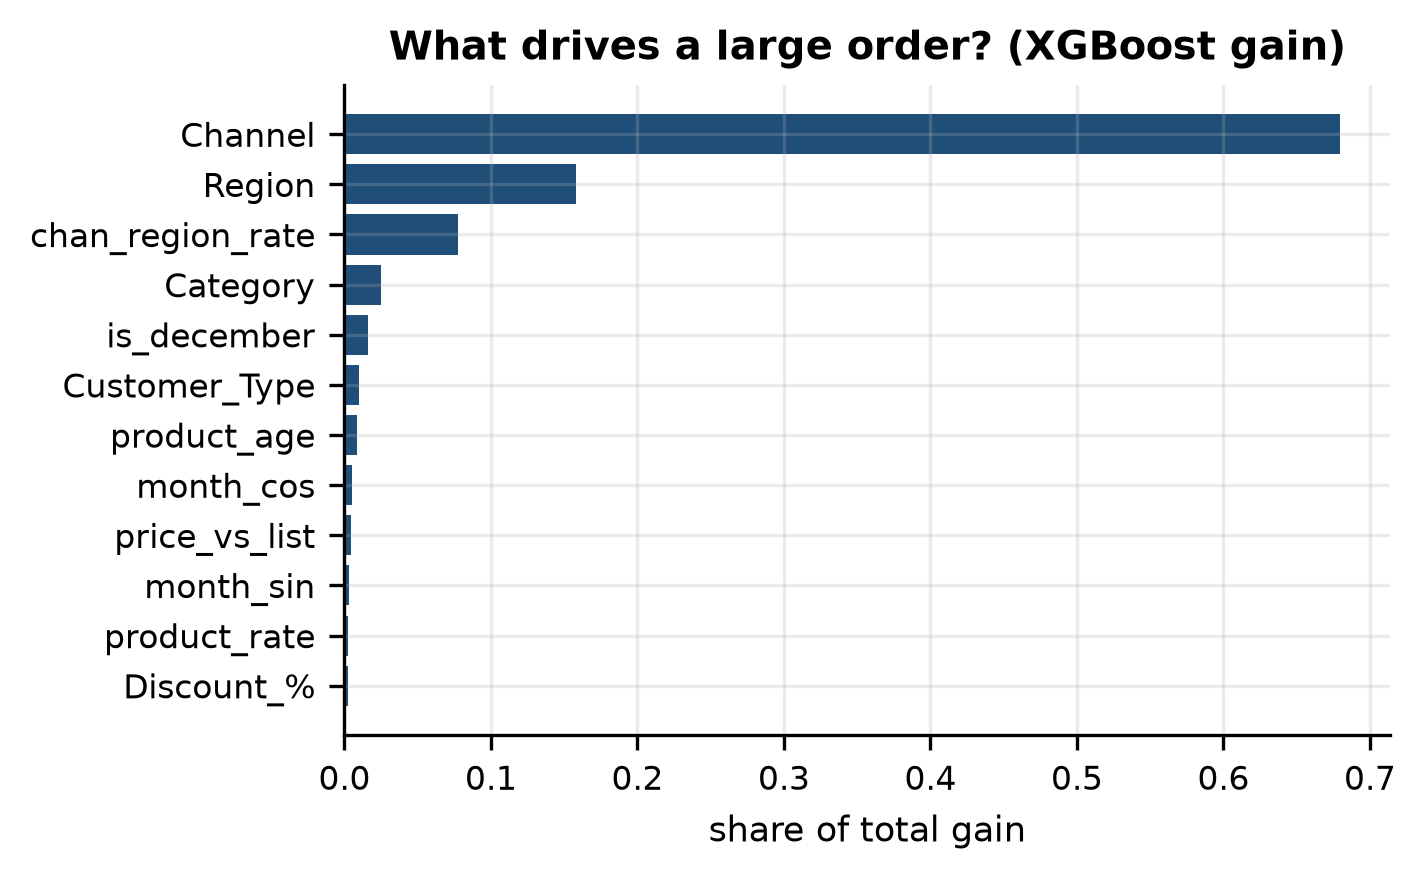 What drives a large order? (XGBoost gain)
Channel
Region
chan_region_rate
Category
is_december
Customer_Type
product_age
month_cos
price_vs_list
month_sin
product_rate
Discount_%
0.0 0.1 0.2 0.3 0.4 0.5 0.6 0.7
share of total gain